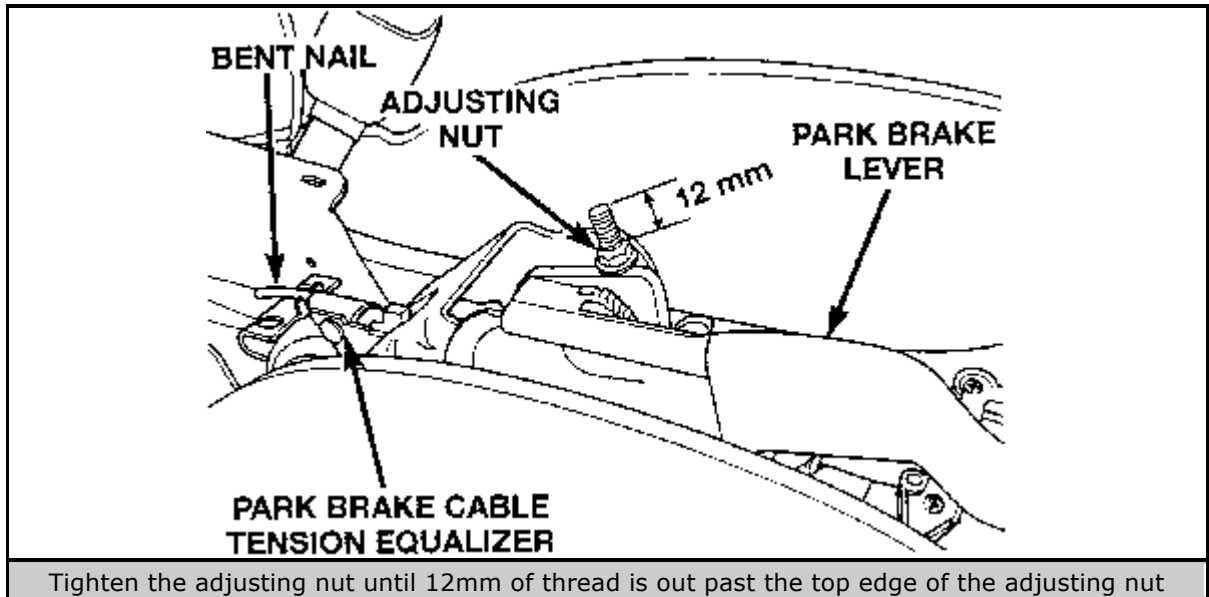 BENT NAIL
ADJUSTING
NUT
12 mm
PARK BRAKE
LEVER
PARK BRAKE CABLE
TENSION EQUALIZER
Tighten the adjusting nut until 12mm of thread is out past the top edge of the adjusting nut